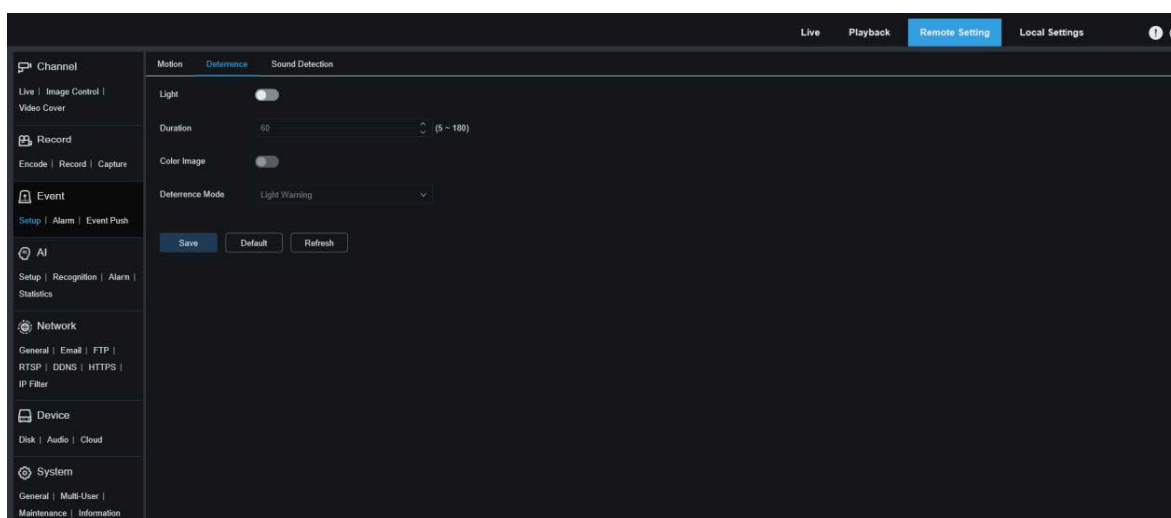 Live Playback Remote Setting Local Settings
Channel
Live | Image Control |
Video Cover
Record
Encode | Record | Capture
Event
Setup | Alarm | Event Push
AI
Setup | Recognition | Alarm |
Statistics
Network
General | Email | FTP |
RTSP | DDNS | HTTPS |
IP Filter
Device
Disk | Audio | Cloud
System
General | Multi-User |
Maintenance | Information
Motion Deterrence Sound Detection
Light
Duration 60 (5 ~ 180)
Color Image
Deterrence Mode Light Warning
Save Default Refresh